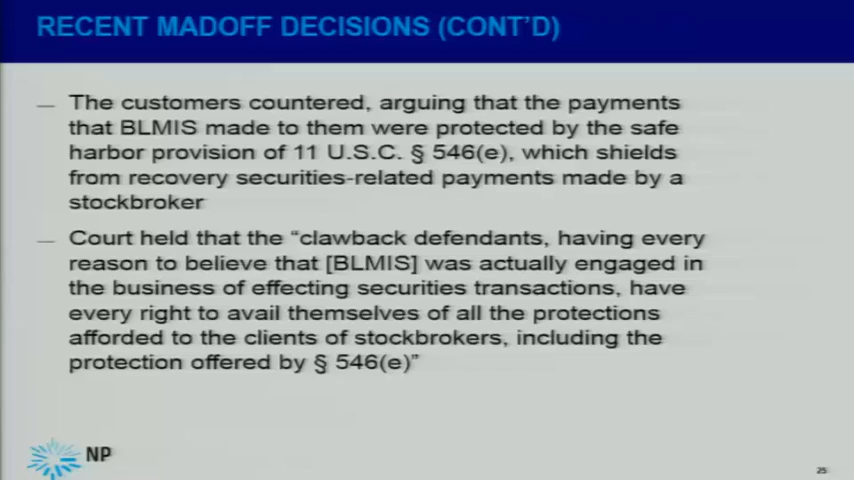 RECENT MADOFF DECISIONS (CONT'D)
— The customers countered, arguing that the payments
that BLMIS made to them were protected by the safe
harbor provision of 11 U.S.C. § 546(e), which shields
from recovery securities-related payments made by a
stockbroker
— Court held that the “clawback defendants, having every
reason to believe that [BLMIS] was actually engaged in
the business of effecting securities transactions, have
every right to avail themselves of all the protections
afforded to the clients of stockbrokers, including the
protection offered by § 546(e)”
NP
25